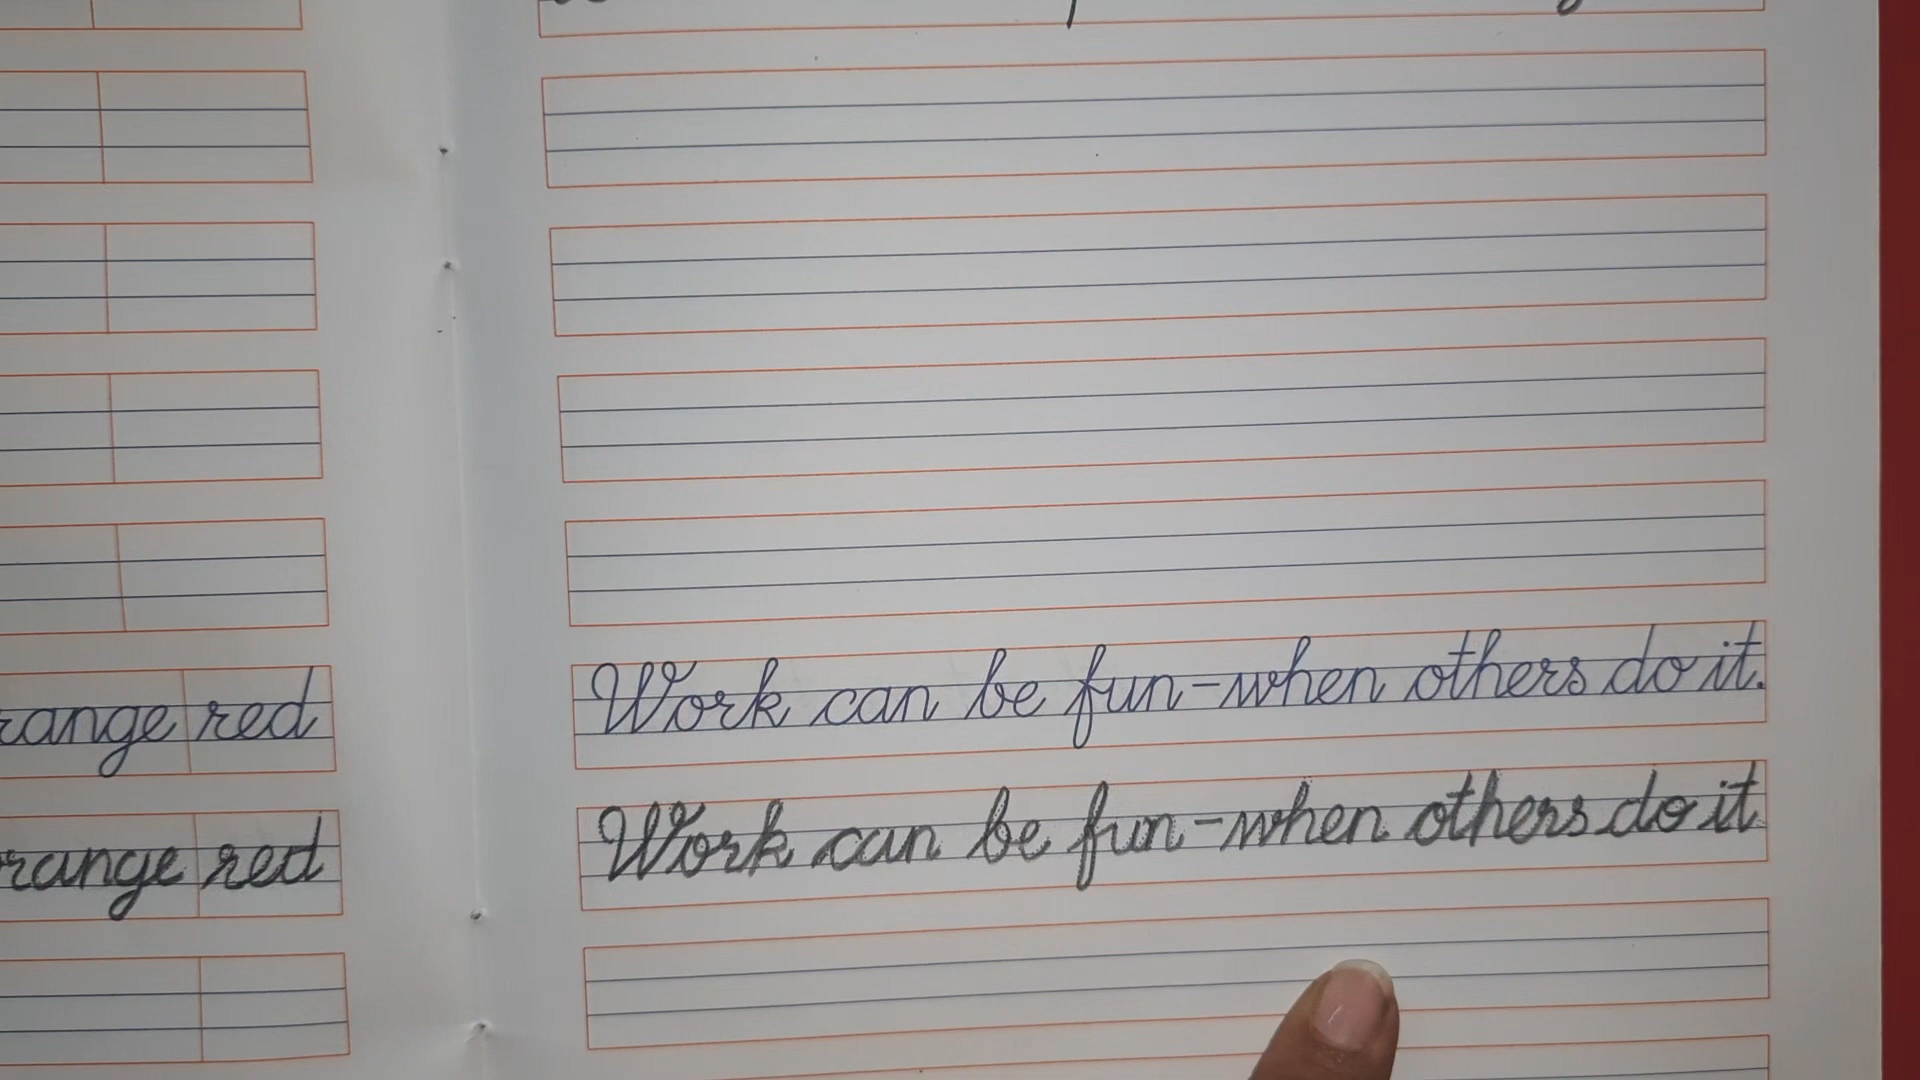 range red
range red
Work can be fun-when others do it.
Work can be fun-when others do it